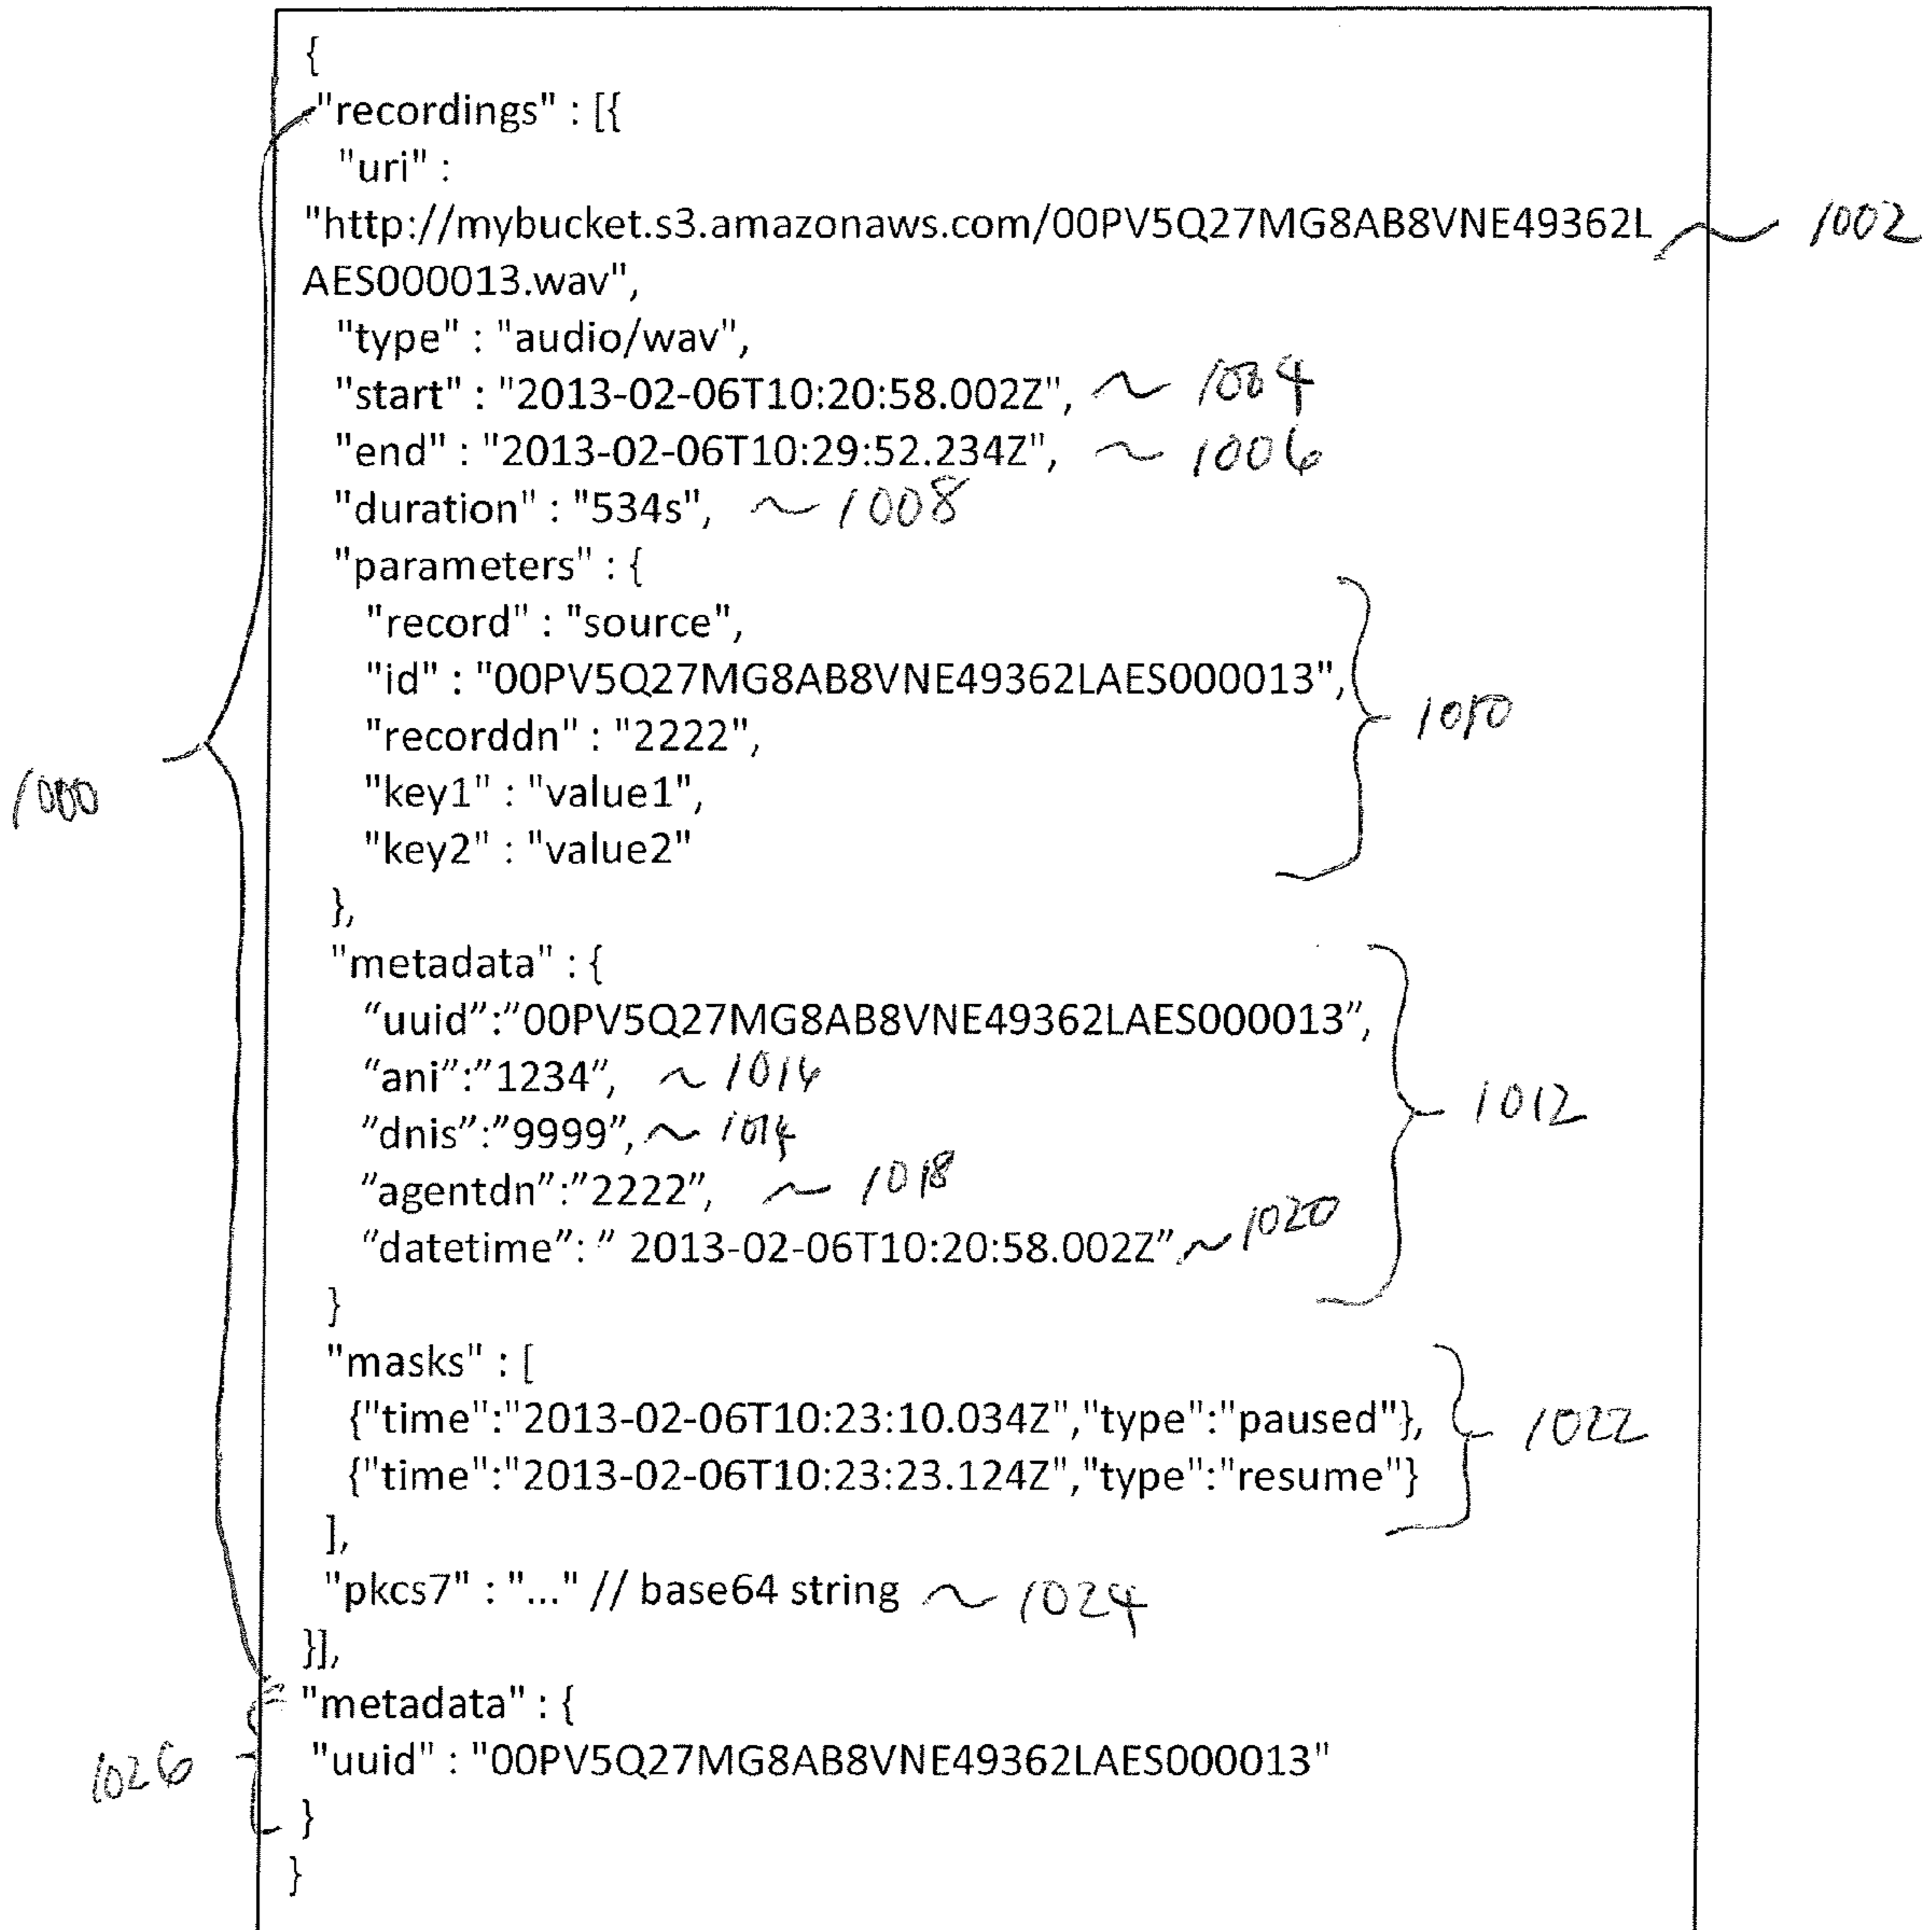 {
"recordings" : [{
"uri" :
"http://mybucket.s3.amazonaws.com/00PV5Q27MG8AB8VNE49362L 1002
AES000013.wav",
"type" : "audio/wav",
"start" : "2013-02-06T10:20:58.002Z", 1004
"end" : "2013-02-06T10:29:52.234Z", 1006
"duration" : "534s", 1008
"parameters" : {
"record" : "source",
"id" : "00PV5Q27MG8AB8VNE49362LAES000013",
"recorddn" : "2222", 1010
1000 "key1" : "value1",
"key2" : "value2"
},
"metadata" : {
"uuid":"00PV5Q27MG8AB8VNE49362LAES000013",
"ani":"1234", 1016
"dnis":"9999", 1014 1012
"agentdn":"2222", 1018
"datetime": " 2013-02-06T10:20:58.002Z" 1020
}
"masks" : [
{"time":"2013-02-06T10:23:10.034Z","type":"paused"}, 1022
{"time":"2013-02-06T10:23:23.124Z","type":"resume"}
],
"pkcs7" : "..." // base64 string 1024
}],
"metadata" : {
1026 "uuid" : "00PV5Q27MG8AB8VNE49362LAES000013"
}
}